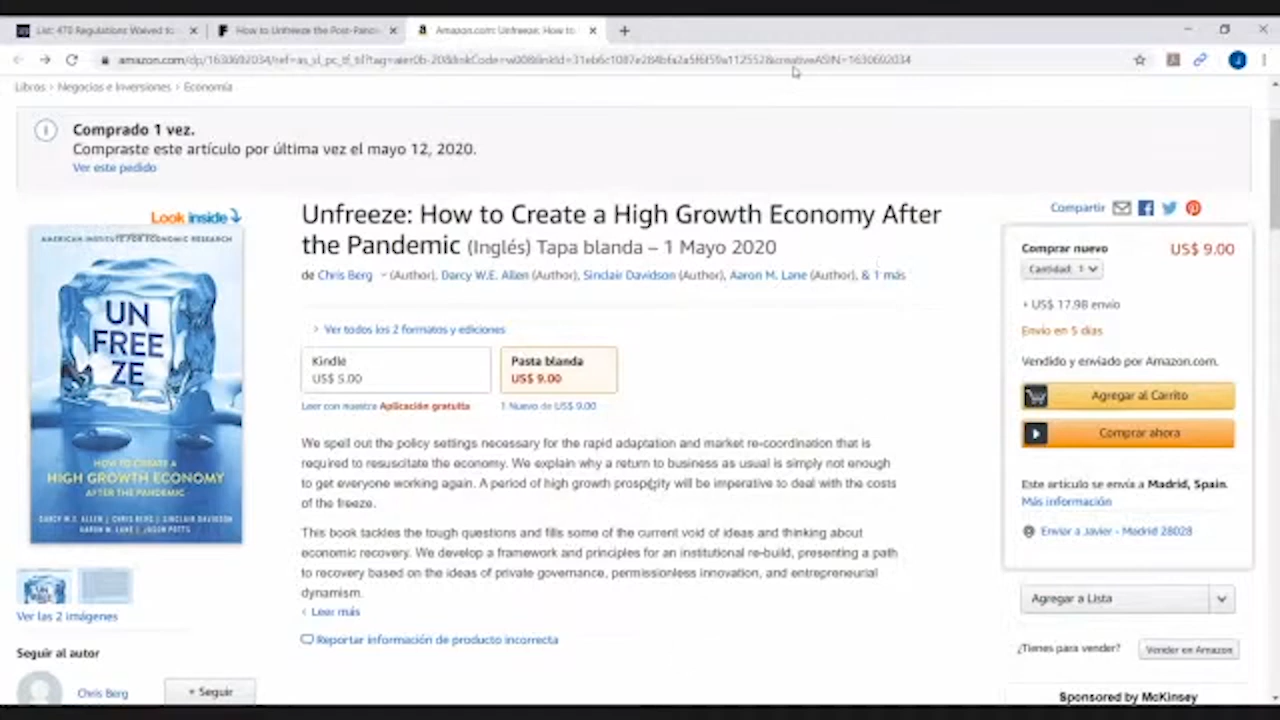 List: 470 Regulations Waived to
How to Unfreeze the Post-Pand
Amazon.com: Unfreeze: How to
Libros › Negocios e Inversiones › Economía
Comprado 1 vez.
Compraste este artículo por última vez el mayo 12, 2020.
Ver este pedido
Look inside
AMERICAN INSTITUTE FOR ECONOMIC RESEARCH
UN
FREE
ZE
HOW TO CREATE A
HIGH GROWTH ECONOMY
AFTER THE PANDEMIC
DARCY W.E. ALLEN | CHRIS BERG | SINCLAIR DAVIDSON
AARON M. LANE | JASON POTTS
Ver las 2 imágenes
Seguir al autor
Chris Berg
+ Seguir
Unfreeze: How to Create a High Growth Economy After
the Pandemic (Inglés) Tapa blanda – 1 Mayo 2020
de Chris Berg (Author), Darcy W.E. Allen (Author), Sinclair Davidson (Author), Aaron M. Lane (Author), & 1 más
› Ver todos los 2 formatos y ediciones
Kindle
US$ 5.00
Pasta blanda
US$ 9.00
Leer con nuestra Aplicación gratuita
1 Nuevo de US$ 9.00
We spell out the policy settings necessary for the rapid adaptation and market re-coordination that is
required to resuscitate the economy. We explain why a return to business as usual is simply not enough
to get everyone working again. A period of high growth prosperity will be imperative to deal with the costs
of the freeze.
This book tackles the tough questions and fills some of the current void of ideas and thinking about
economic recovery. We develop a framework and principles for an institutional re-build, presenting a path
to recovery based on the ideas of private governance, permissionless innovation, and entrepreneurial
dynamism.
‹ Leer más
Reportar información de producto incorrecta
Compartir
Comprar nuevo US$ 9.00
Cantidad: 1
+ US$ 17.98 envío
Envío en 5 días
Vendido y enviado por Amazon.com.
Agregar al Carrito
Comprar ahora
Este artículo se envía a Madrid, Spain.
Más información
Enviar a Javier - Madrid 28028
Agregar a Lista
¿Tienes para vender? Vender en Amazon
Sponsored by McKinsey